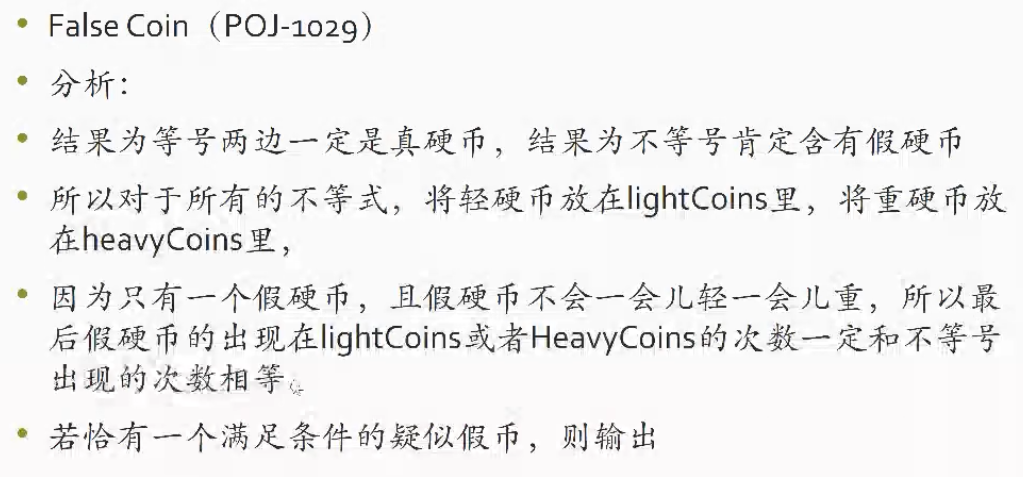 • False Coin（POJ-1029）
• 分析：
• 结果为等号两边一定是真硬币，结果为不等号肯定含有假硬币
• 所以对于所有的不等式，将轻硬币放在lightCoins里，将重硬币放
在heavyCoins里，
• 因为只有一个假硬币，且假硬币不会一会儿轻一会儿重，所以最
后假硬币的出现在lightCoins或者HeavyCoins的次数一定和不等号
出现的次数相等。
• 若恰有一个满足条件的疑似假币，则输出